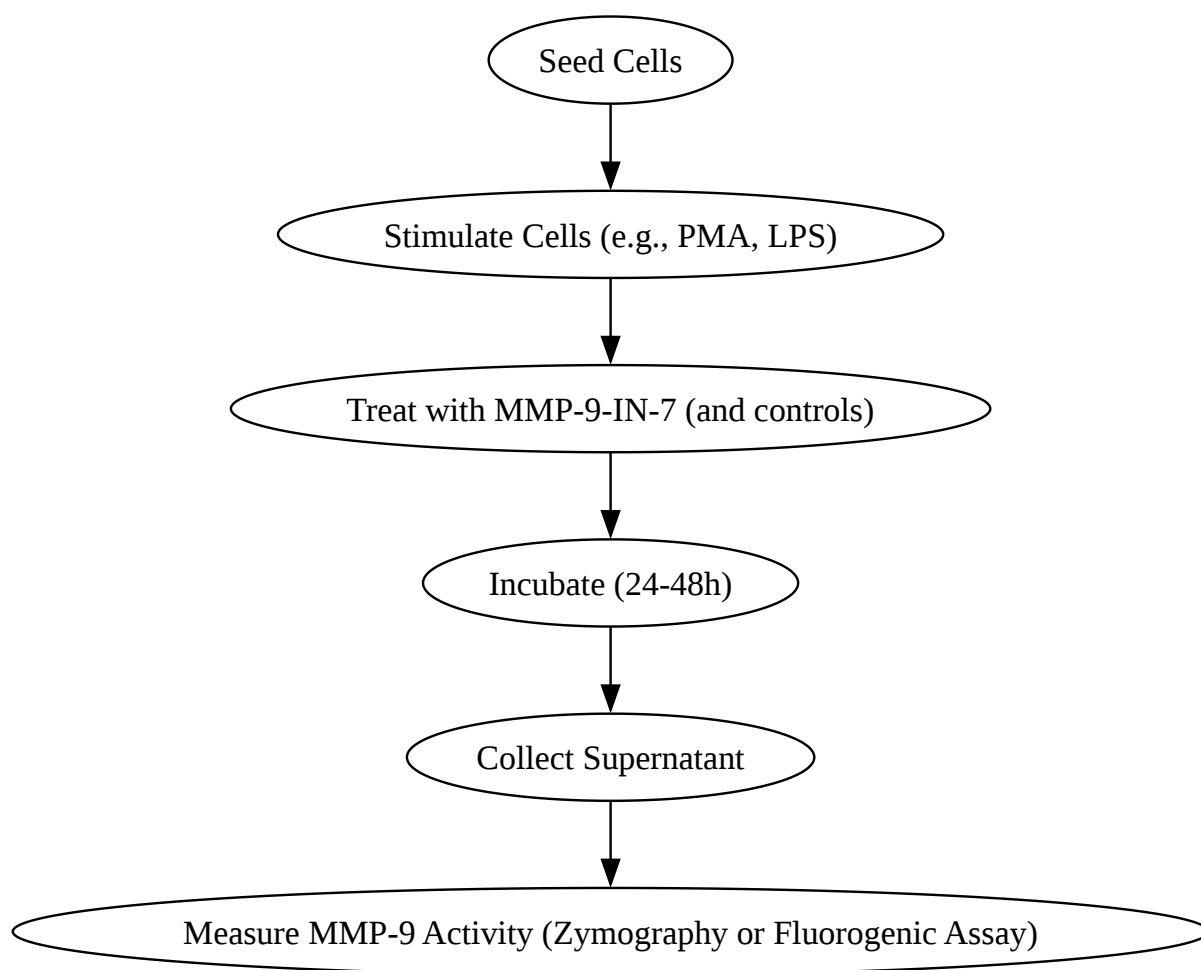 Seed Cells
Stimulate Cells (e.g., PMA, LPS)
Treat with MMP-9-IN-7 (and controls)
Incubate (24-48h)
Collect Supernatant
Measure MMP-9 Activity (Zymography or Fluorogenic Assay)